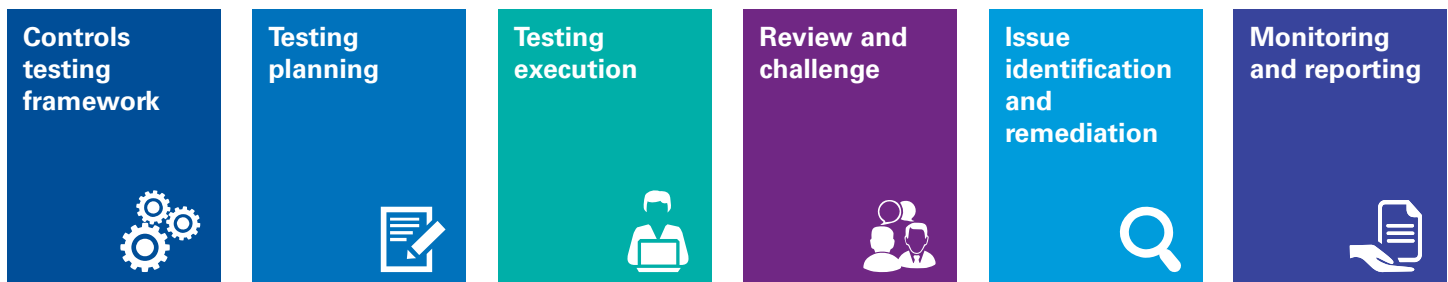 Controls
testing
framework
Testing
planning
Testing
execution
Review and
challenge
Issue
identification
and
remediation
Monitoring
and reporting